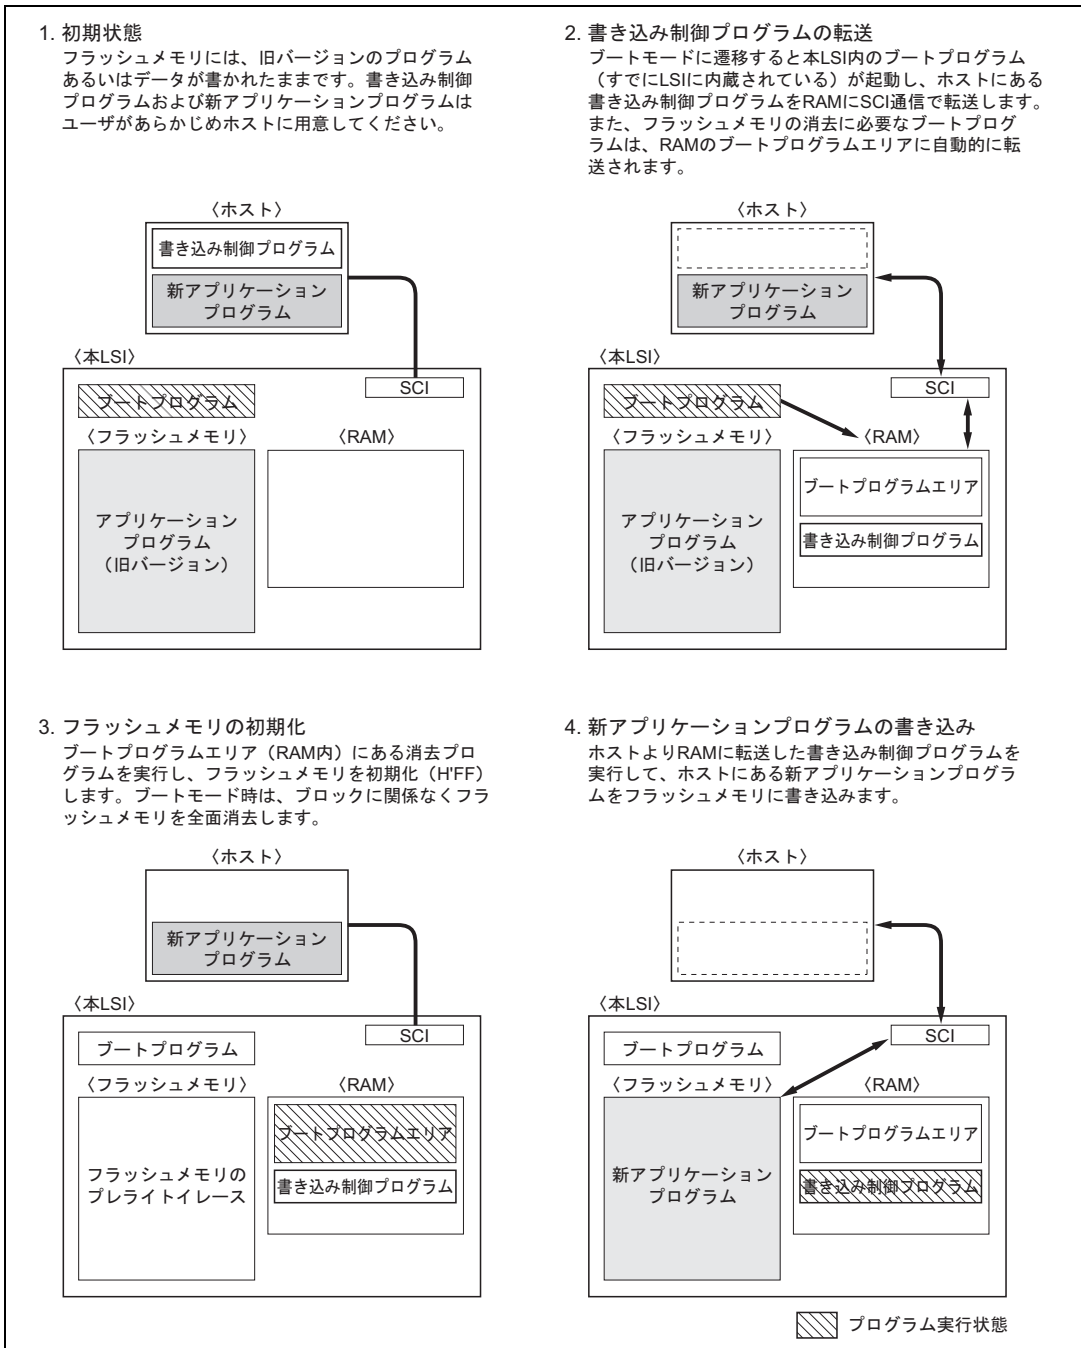 1. 初期状態
フラッシュメモリには、旧バージョンのプログラム
あるいはデータが書かれたままです。書き込み制御
プログラムおよび新アプリケーションプログラムは
ユーザがあらかじめホストに用意してください。
〈ホスト〉
書き込み制御プログラム
新アプリケーション
プログラム
〈本LSI〉
ブートプログラム
SCI
〈フラッシュメモリ〉
〈RAM〉
アプリケーション
プログラム
（旧バージョン）
2. 書き込み制御プログラムの転送
ブートモードに遷移すると本LSI内のブートプログラム
（すでにLSIに内蔵されている）が起動し、ホストにある
書き込み制御プログラムをRAMにSCI通信で転送します。
また、フラッシュメモリの消去に必要なブートプログ
ラムは、RAMのブートプログラムエリアに自動的に転
送されます。
〈ホスト〉
新アプリケーション
プログラム
〈本LSI〉
ブートプログラム
SCI
〈フラッシュメモリ〉
〈RAM〉
ブートプログラムエリア
アプリケーション
プログラム
（旧バージョン）
書き込み制御プログラム
3. フラッシュメモリの初期化
ブートプログラムエリア（RAM内）にある消去プロ
グラムを実行し、フラッシュメモリを初期化（H'FF）
します。ブートモード時は、ブロックに関係なくフラ
ッシュメモリを全面消去します。
〈ホスト〉
新アプリケーション
プログラム
〈本LSI〉
ブートプログラム
SCI
〈フラッシュメモリ〉
〈RAM〉
ブートプログラムエリア
フラッシュメモリの
プレライトイレース
書き込み制御プログラム
4. 新アプリケーションプログラムの書き込み
ホストよりRAMに転送した書き込み制御プログラムを
実行して、ホストにある新アプリケーションプログラ
ムをフラッシュメモリに書き込みます。
〈ホスト〉
〈本LSI〉
ブートプログラム
SCI
〈フラッシュメモリ〉
〈RAM〉
ブートプログラムエリア
新アプリケーション
プログラム
書き込み制御プログラム
プログラム実行状態